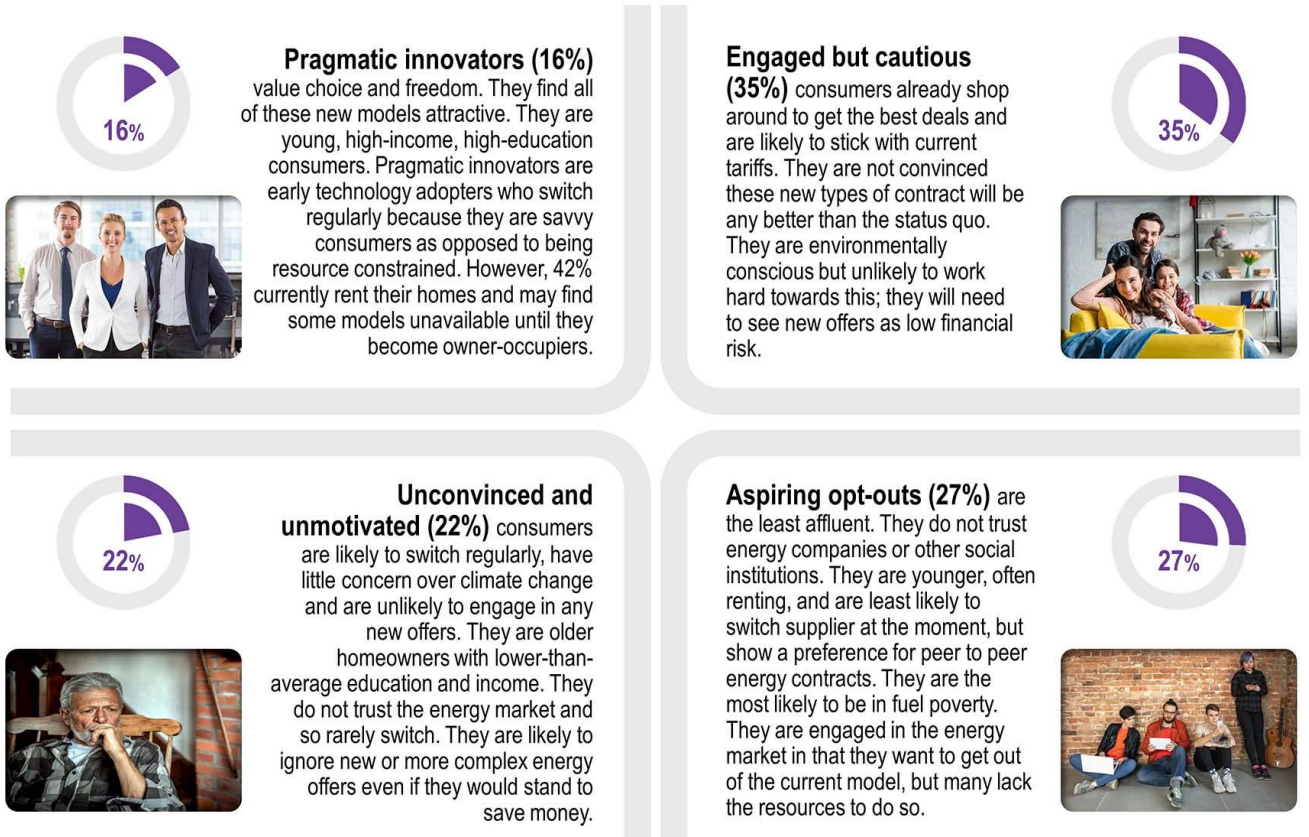 16%
Pragmatic innovators (16%)
value choice and freedom. They find all
of these new models attractive. They are
young, high-income, high-education
consumers. Pragmatic innovators are
early technology adopters who switch
regularly because they are savvy
consumers as opposed to being
resource constrained. However, 42%
currently rent their homes and may find
some models unavailable until they
become owner-occupiers.
Engaged but cautious
(35%) consumers already shop
around to get the best deals and
are likely to stick with current
tariffs. They are not convinced
these new types of contract will be
any better than the status quo.
They are environmentally
conscious but unlikely to work
hard towards this; they will need
to see new offers as low financial
risk.
35%
22%
Unconvinced and
unmotivated (22%) consumers
are likely to switch regularly, have
little concern over climate change
and are unlikely to engage in any
new offers. They are older
homeowners with lower-than-
average education and income. They
do not trust the energy market and
so rarely switch. They are likely to
ignore new or more complex energy
offers even if they would stand to
save money.
Aspiring opt-outs (27%) are
the least affluent. They do not trust
energy companies or other social
institutions. They are younger, often
renting, and are least likely to
switch supplier at the moment, but
show a preference for peer to peer
energy contracts. They are the
most likely to be in fuel poverty.
They are engaged in the energy
market in that they want to get out
of the current model, but many lack
the resources to do so.
27%